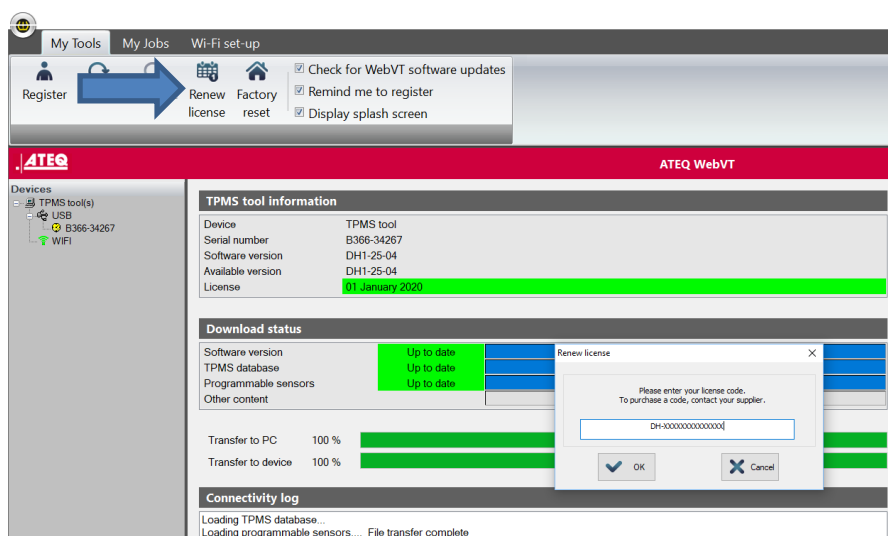 My Tools My Jobs Wi-Fi set-up
Register
Renew license
Factory reset
Check for WebVT software updates
Remind me to register
Display splash screen
ATEQ
ATEQ WebVT
Devices
TPMS tool(s)
USB
B366-34267
WIFI
TPMS tool information
Device TPMS tool
Serial number B366-34267
Software version DH1-25-04
Available version DH1-25-04
License 01 January 2020
Download status
Software version Up to date
TPMS database Up to date
Programmable sensors Up to date
Other content
Transfer to PC 100 %
Transfer to device 100 %
Connectivity log
Loading TPMS database...
Loading programmable sensors.... File transfer complete
Renew license
Please enter your license code.
To purchase a code, contact your supplier.
DH-XXXXXXXXXXXXXX
OK Cancel